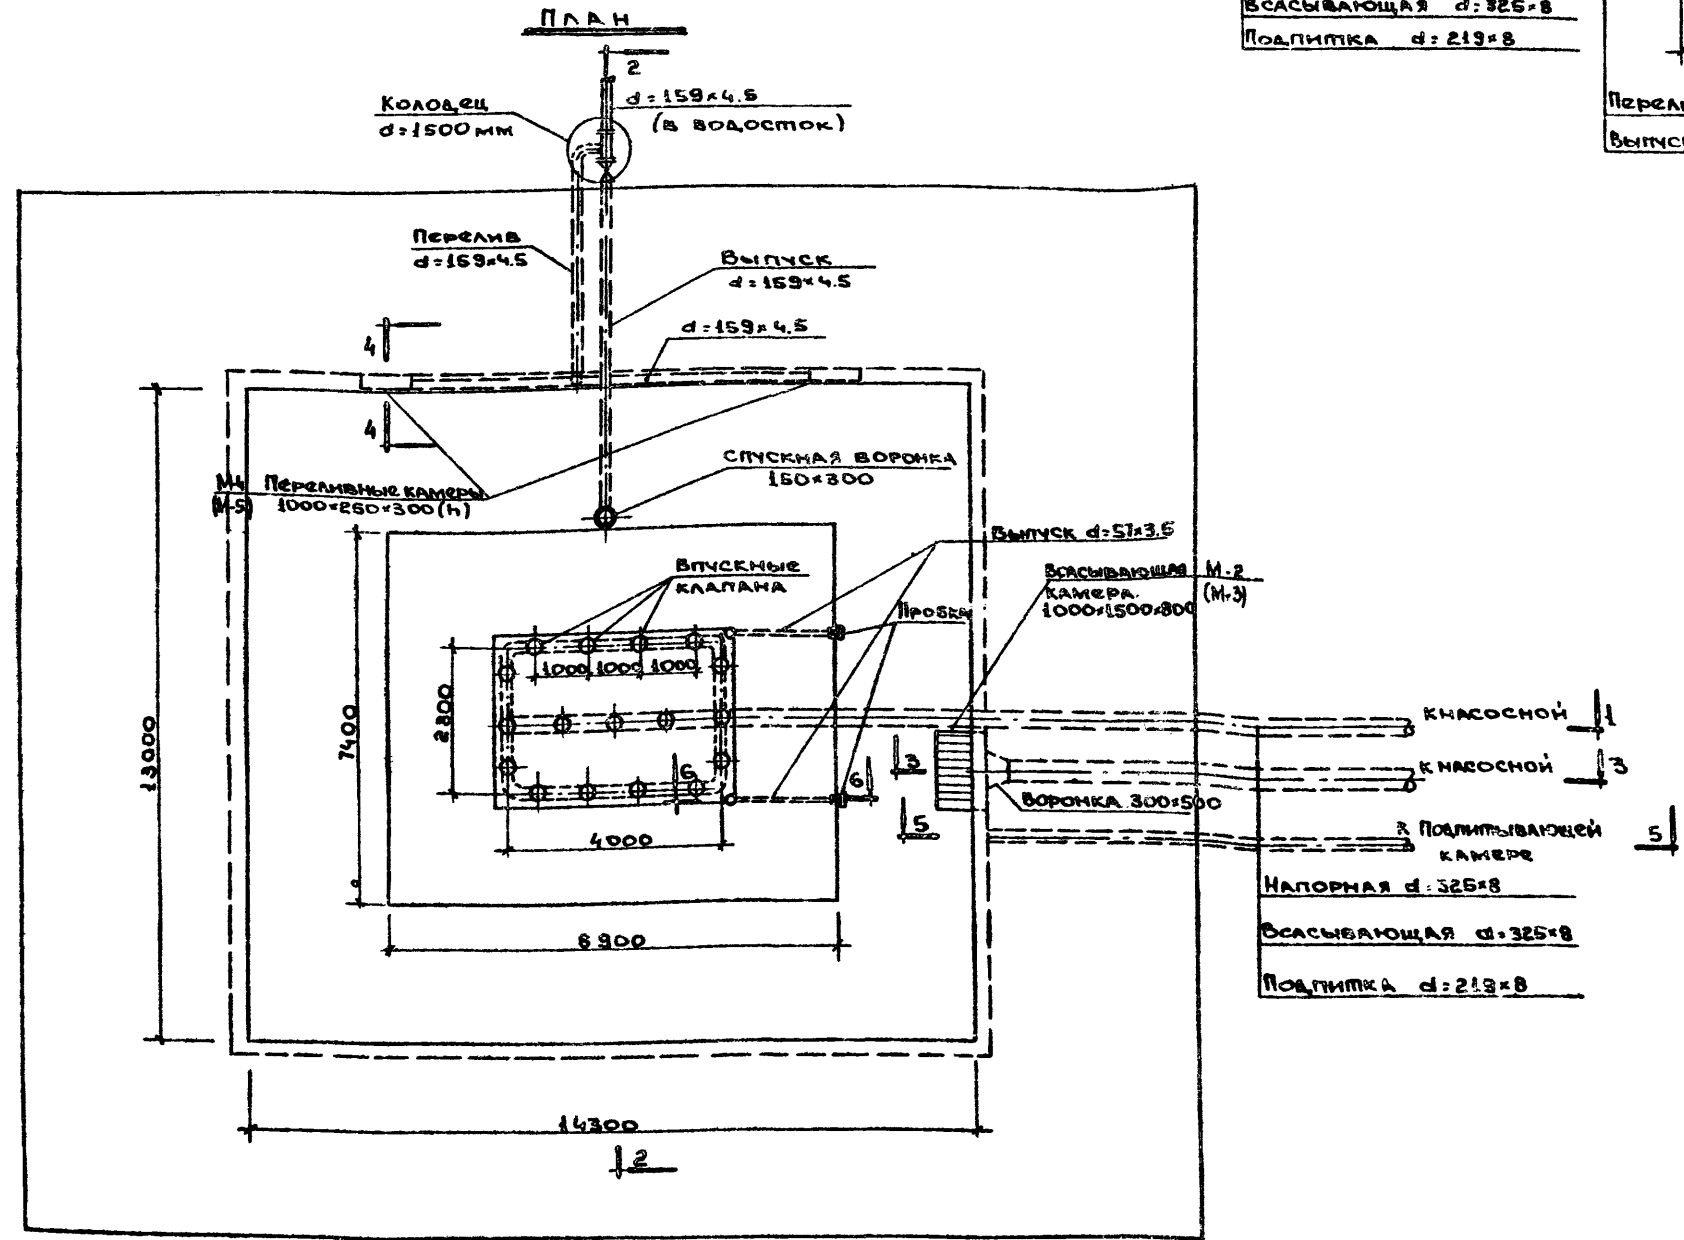 План
Всасывающая d=325×8
Подпитка d=219×8
2
Колодец
d=1500 мм
d=159×4.5
(в водосток)
Выпуск
Перелив
d=159×4.5
Выпуск
d=159×4.5
d=159×4.5
4
4
Спускная воронка
150×300
М-4 Переливные камеры
(М-5) 1000×250×300(h)
Выпуск d=57×3.5
Впускные
клапана
Всасывающая М-2
камера (М-3)
1000×1500×800
Пробка
1000 1000 1000
2800
7400
13000
К насосной 1
К насосной 3
3
6
6
Воронка 300×500
5
К подпитывающей 5
камере
4000
Напорная d=325×8
6900
Всасывающая d=325×8
Подпитка d=219×8
14300
2